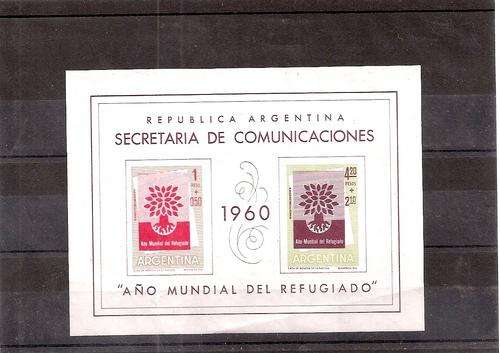 REPUBLICA ARGENTINA
SECRETARIA DE COMUNICACIONES
1
PESO
+
0.50
Año Mundial del Refugiado
ARGENTINA
1960
4.20
PESOS
+
2.10
Año Mundial del Refugiado
ARGENTINA
"AÑO MUNDIAL DEL REFUGIADO"